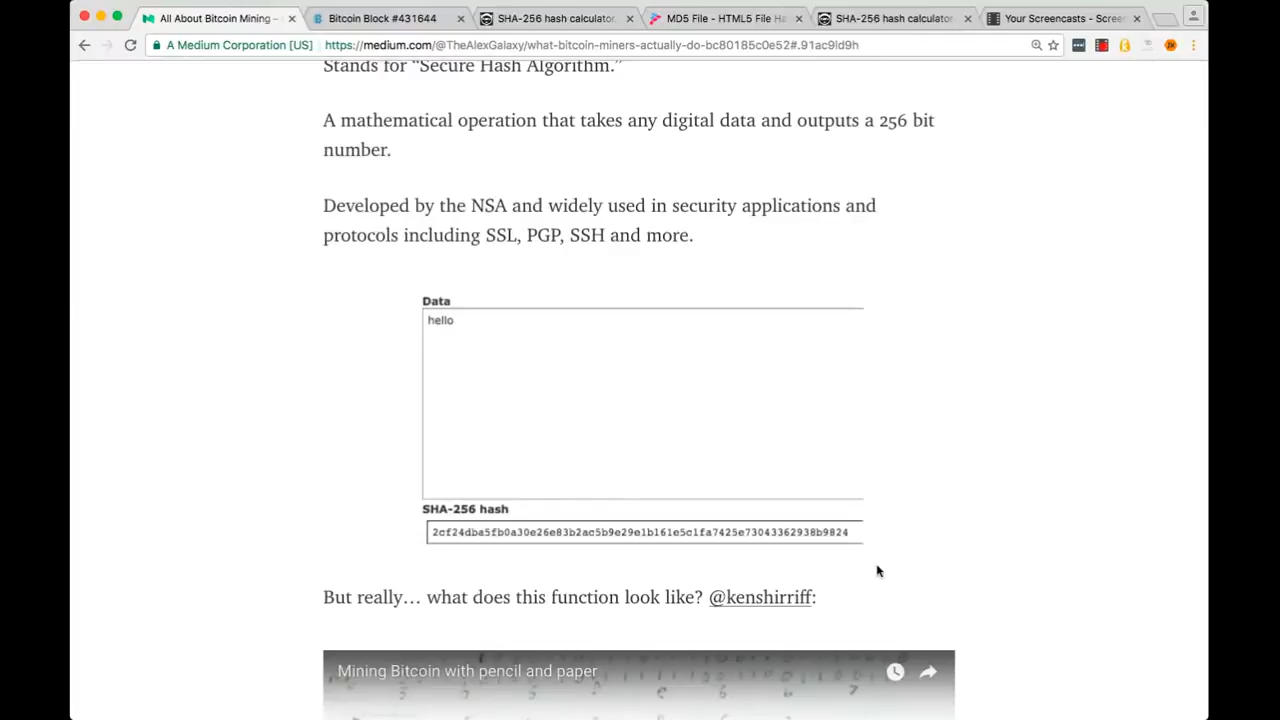 All About Bitcoin Mining –
Bitcoin Block #431644
SHA-256 hash calculator.
MD5 File - HTML5 File Ha
SHA-256 hash calculator.
Your Screencasts - Screen
A Medium Corporation [US]
https://medium.com/@TheAlexGalaxy/what-bitcoin-miners-actually-do-bc80185c0e52#.91ac9ld9h
Stands for “Secure Hash Algorithm.”
A mathematical operation that takes any digital data and outputs a 256 bit
number.
Developed by the NSA and widely used in security applications and
protocols including SSL, PGP, SSH and more.
Data
hello
SHA-256 hash
2cf24dba5fb0a30e26e83b2ac5b9e29e1b161e5c1fa7425e73043362938b9824
But really… what does this function look like? @kenshirriff:
Mining Bitcoin with pencil and paper